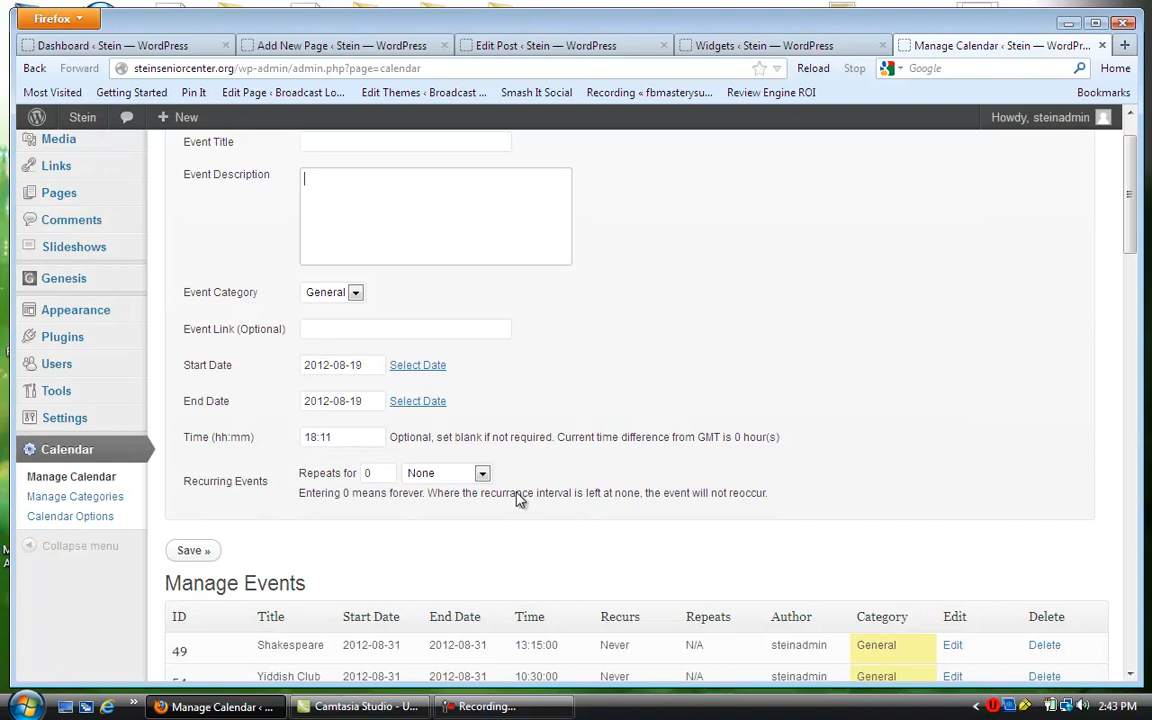 Firefox
Dashboard ‹ Stein — WordPress
Add New Page ‹ Stein — WordPress
Edit Post ‹ Stein — WordPress
Widgets ‹ Stein — WordPress
Manage Calendar ‹ Stein — WordPr...
Back
Forward
steinseniorcenter.org/wp-admin/admin.php?page=calendar
Reload
Stop
Google
Home
Most Visited
Getting Started
Pin It
Edit Page ‹ Broadcast Lo...
Edit Themes ‹ Broadcast ...
Smash It Social
Recording «fbmasterysu...
Review Engine ROI
Bookmarks
Stein
New
Howdy, steinadmin
Media
Links
Pages
Comments
Slideshows
Genesis
Appearance
Plugins
Users
Tools
Settings
Calendar
Manage Calendar
Manage Categories
Calendar Options
Collapse menu
Event Title
Event Description
Event Category
General
Event Link (Optional)
Start Date
2012-08-19
Select Date
End Date
2012-08-19
Select Date
Time (hh:mm)
18:11
Optional, set blank if not required. Current time difference from GMT is 0 hour(s)
Recurring Events
Repeats for 0 None
Entering 0 means forever. Where the recurrance interval is left at none, the event will not reoccur.
Save »
Manage Events
ID Title Start Date End Date Time Recurs Repeats Author Category Edit Delete
49 Shakespeare 2012-08-31 2012-08-31 13:15:00 Never N/A steinadmin General Edit Delete
Yiddish Club 2012-08-31 2012-08-31 10:30:00 Never N/A steinadmin General Edit Delete
Manage Calendar ‹ ...
Camtasia Studio - U...
Recording...
2:43 PM